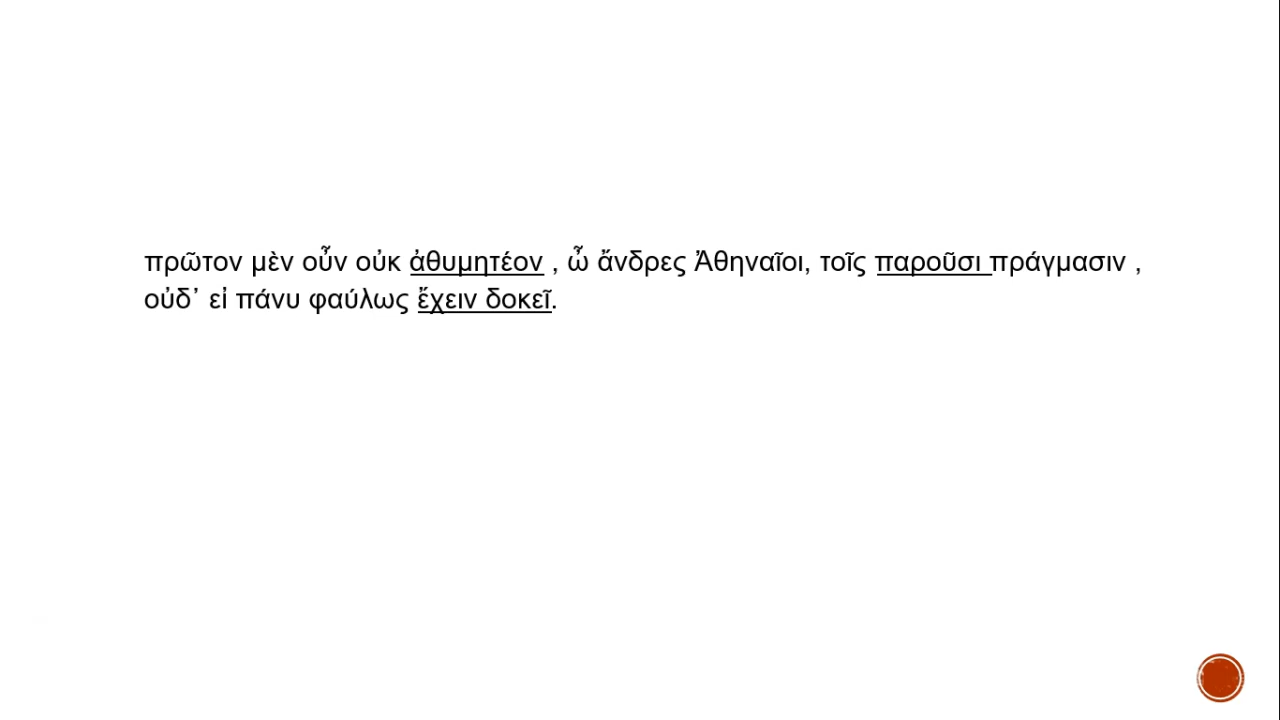 πρῶτον μὲν οὖν οὐκ ἀθυμητέον , ὦ ἄνδρες Ἀθηναῖοι, τοῖς παροῦσι πράγμασιν ,
οὐδ᾽ εἰ πάνυ φαύλως ἔχειν δοκεῖ.